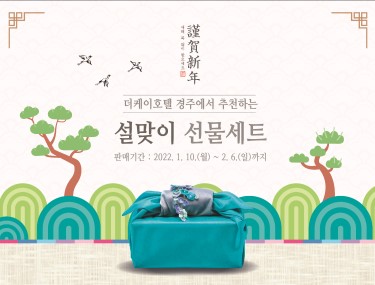 謹賀新年
더케이호텔 경주에서 추천하는
설맞이 선물세트
판매기간 : 2022. 1. 10.(월) ~ 2. 6.(일)까지